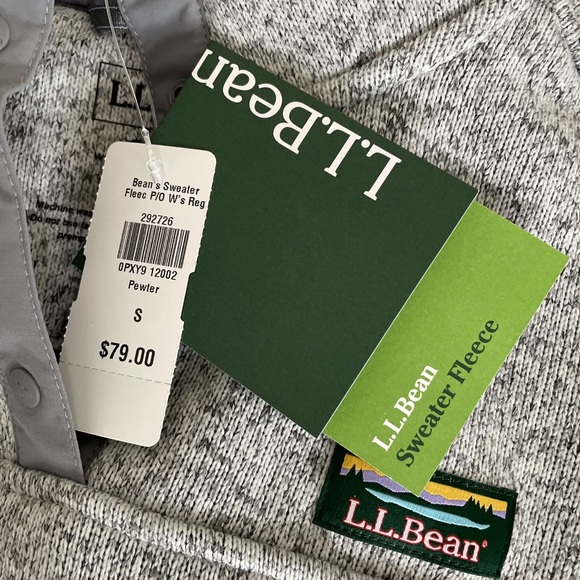 L.L.Bean
Bean's Sweater
Fleec P/O W's Reg
292726
0PXY9 12002
Pewter
S
$79.00
L.L.Bean
Sweater Fleece
L.L.Bean
L.L.